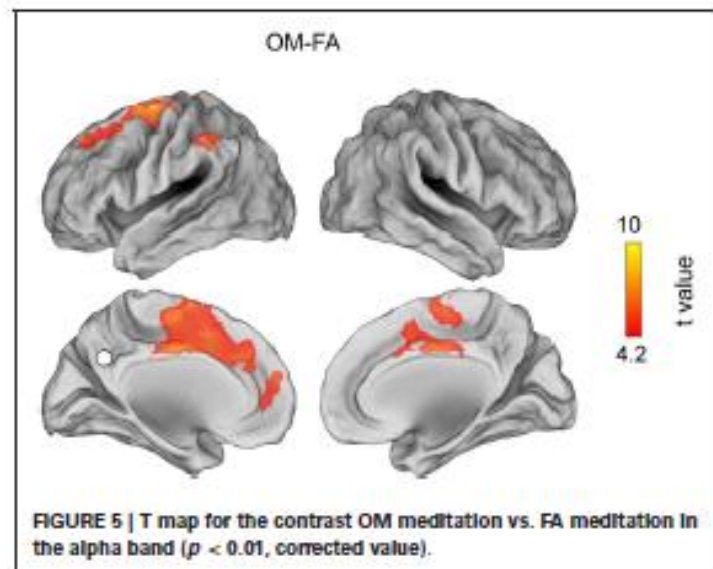 OM-FA
10
t value
4.2
FIGURE 5 | T map for the contrast OM meditation vs. FA meditation in
the alpha band (p < 0.01, corrected value).